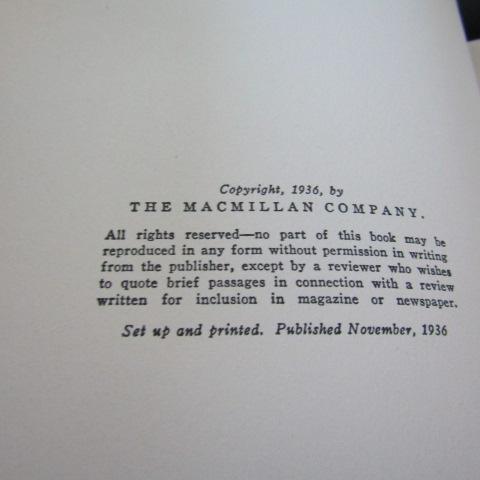 Copyright, 1936, by
THE MACMILLAN COMPANY.
All rights reserved—no part of this book may be
reproduced in any form without permission in writing
from the publisher, except by a reviewer who wishes
to quote brief passages in connection with a review
written for inclusion in magazine or newspaper.
Set up and printed. Published November, 1936